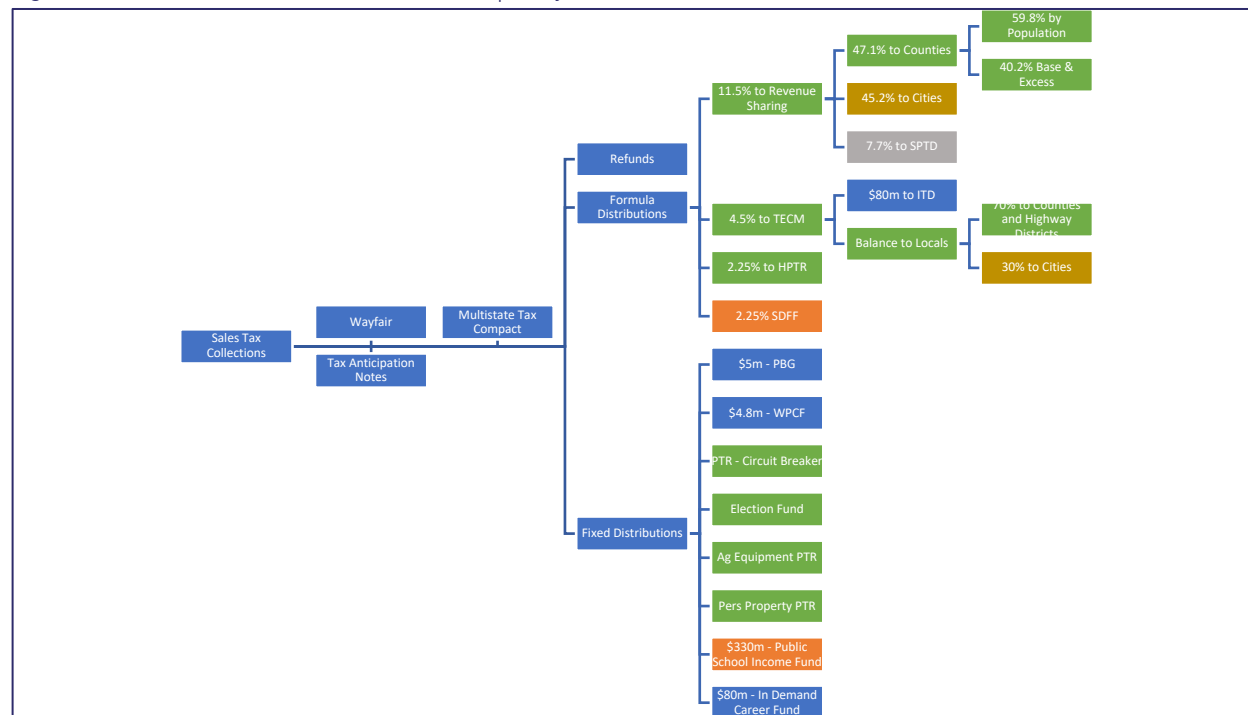 59.8% by
Population
47.1% to Counties
40.2% Base &
Excess
11.5% to Revenue
Sharing
45.2% to Cities
7.7% to SPTD
Refunds
Formula
Distributions
$80m to ITD
4.5% to TECM
70% to Counties
and Highway
Districts
Balance to Locals
2.25% to HPTR
30% to Cities
2.25% SDFF
Wayfair
Multistate Tax
Compact
Sales Tax
Collections
Tax Anticipation
Notes
$5m - PBG
$4.8m - WPCF
PTR - Circuit Breaker
Election Fund
Fixed Distributions
Ag Equipment PTR
Pers Property PTR
$330m - Public
School Income Fund
$80m - In Demand
Career Fund